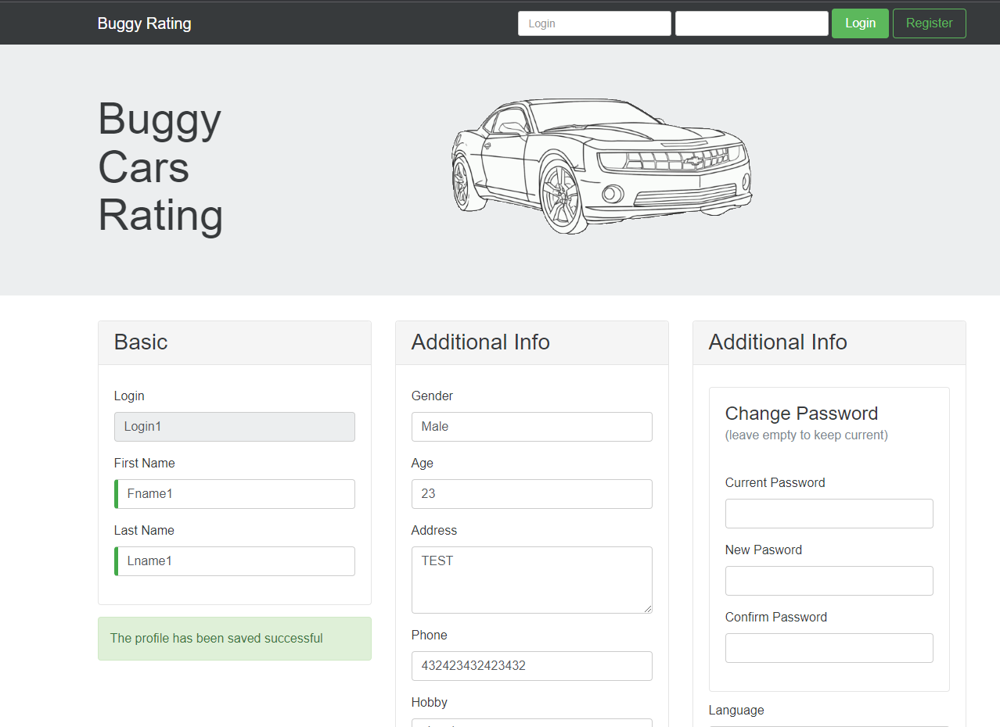 Buggy Rating
Login
Login
Register
Buggy
Cars
Rating
Basic
Login
Login1
First Name
Fname1
Last Name
Lname1
The profile has been saved successful
Additional Info
Gender
Male
Age
23
Address
TEST
Phone
432423432423432
Hobby
Additional Info
Change Password
(leave empty to keep current)
Current Password
New Pasword
Confirm Password
Language